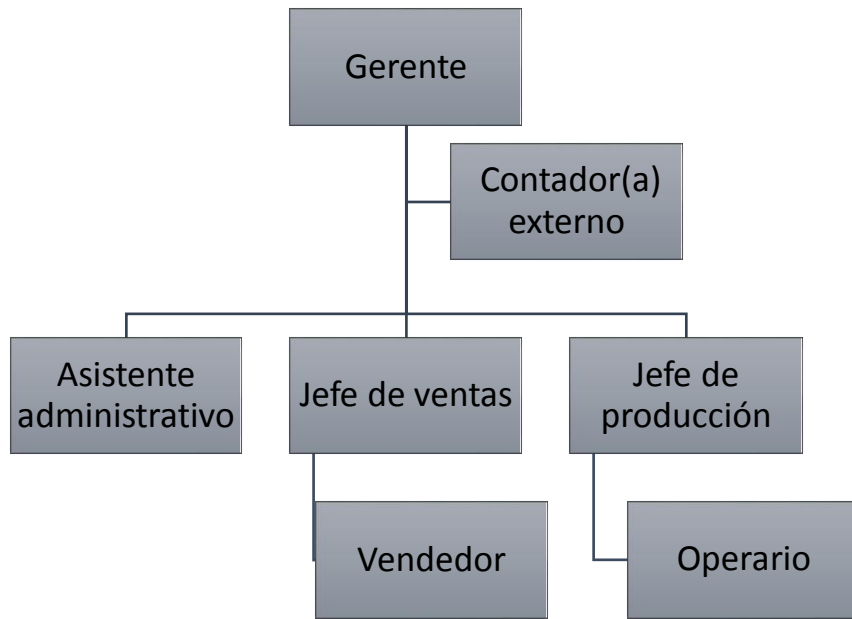 Gerente
Contador(a)
externo
Asistente
administrativo
Jefe de ventas
Jefe de
producción
Vendedor
Operario